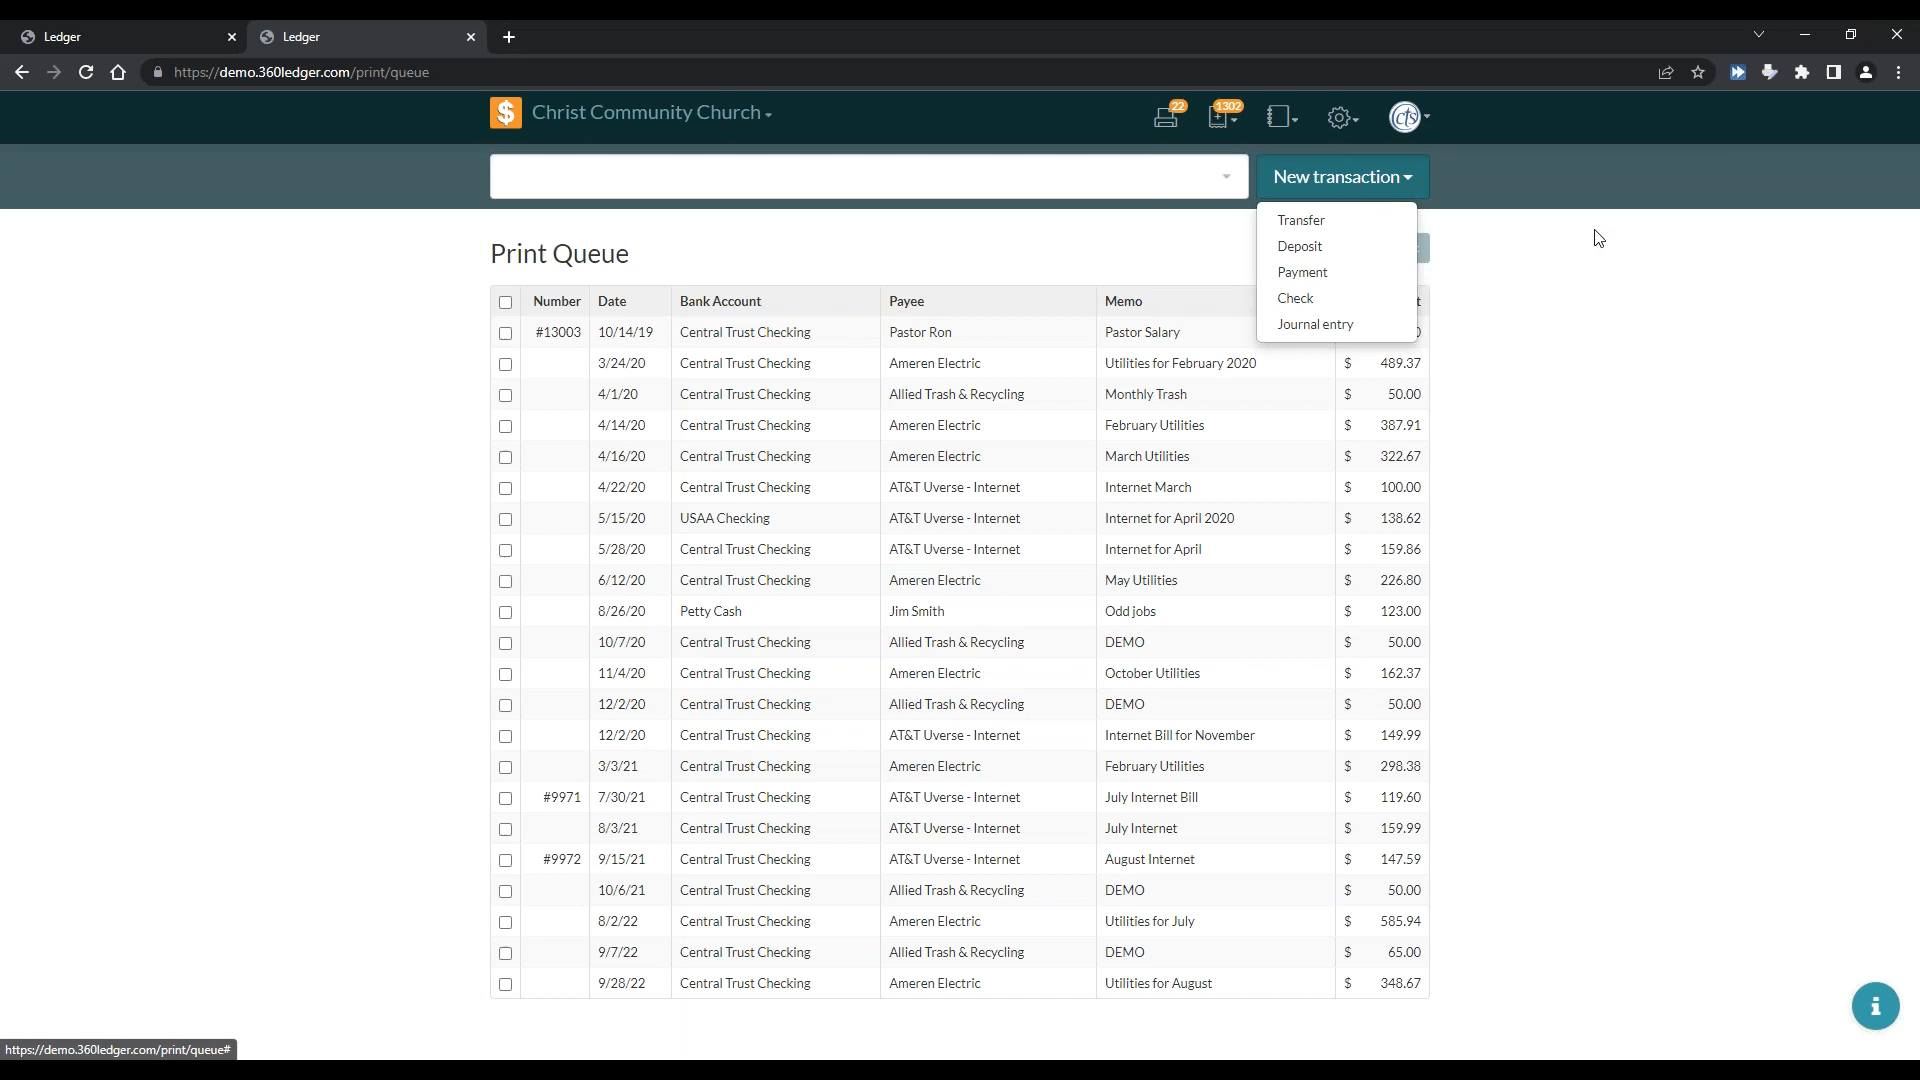 Ledger
Ledger
https://demo.360ledger.com/print/queue
$ Christ Community Church
22
1302
cts
New transaction
Transfer
Deposit
Payment
Check
Journal entry
Print Queue
Number Date Bank Account Payee Memo t
#13003 10/14/19 Central Trust Checking Pastor Ron Pastor Salary 0
3/24/20 Central Trust Checking Ameren Electric Utilities for February 2020 $ 489.37
4/1/20 Central Trust Checking Allied Trash & Recycling Monthly Trash $ 50.00
4/14/20 Central Trust Checking Ameren Electric February Utilities $ 387.91
4/16/20 Central Trust Checking Ameren Electric March Utilities $ 322.67
4/22/20 Central Trust Checking AT&T Uverse - Internet Internet March $ 100.00
5/15/20 USAA Checking AT&T Uverse - Internet Internet for April 2020 $ 138.62
5/28/20 Central Trust Checking AT&T Uverse - Internet Internet for April $ 159.86
6/12/20 Central Trust Checking Ameren Electric May Utilities $ 226.80
8/26/20 Petty Cash Jim Smith Odd jobs $ 123.00
10/7/20 Central Trust Checking Allied Trash & Recycling DEMO $ 50.00
11/4/20 Central Trust Checking Ameren Electric October Utilities $ 162.37
12/2/20 Central Trust Checking Allied Trash & Recycling DEMO $ 50.00
12/2/20 Central Trust Checking AT&T Uverse - Internet Internet Bill for November $ 149.99
3/3/21 Central Trust Checking Ameren Electric February Utilities $ 298.38
#9971 7/30/21 Central Trust Checking AT&T Uverse - Internet July Internet Bill $ 119.60
8/3/21 Central Trust Checking AT&T Uverse - Internet July Internet $ 159.99
#9972 9/15/21 Central Trust Checking AT&T Uverse - Internet August Internet $ 147.59
10/6/21 Central Trust Checking Allied Trash & Recycling DEMO $ 50.00
8/2/22 Central Trust Checking Ameren Electric Utilities for July $ 585.94
9/7/22 Central Trust Checking Allied Trash & Recycling DEMO $ 65.00
9/28/22 Central Trust Checking Ameren Electric Utilities for August $ 348.67
i
https://demo.360ledger.com/print/queue#